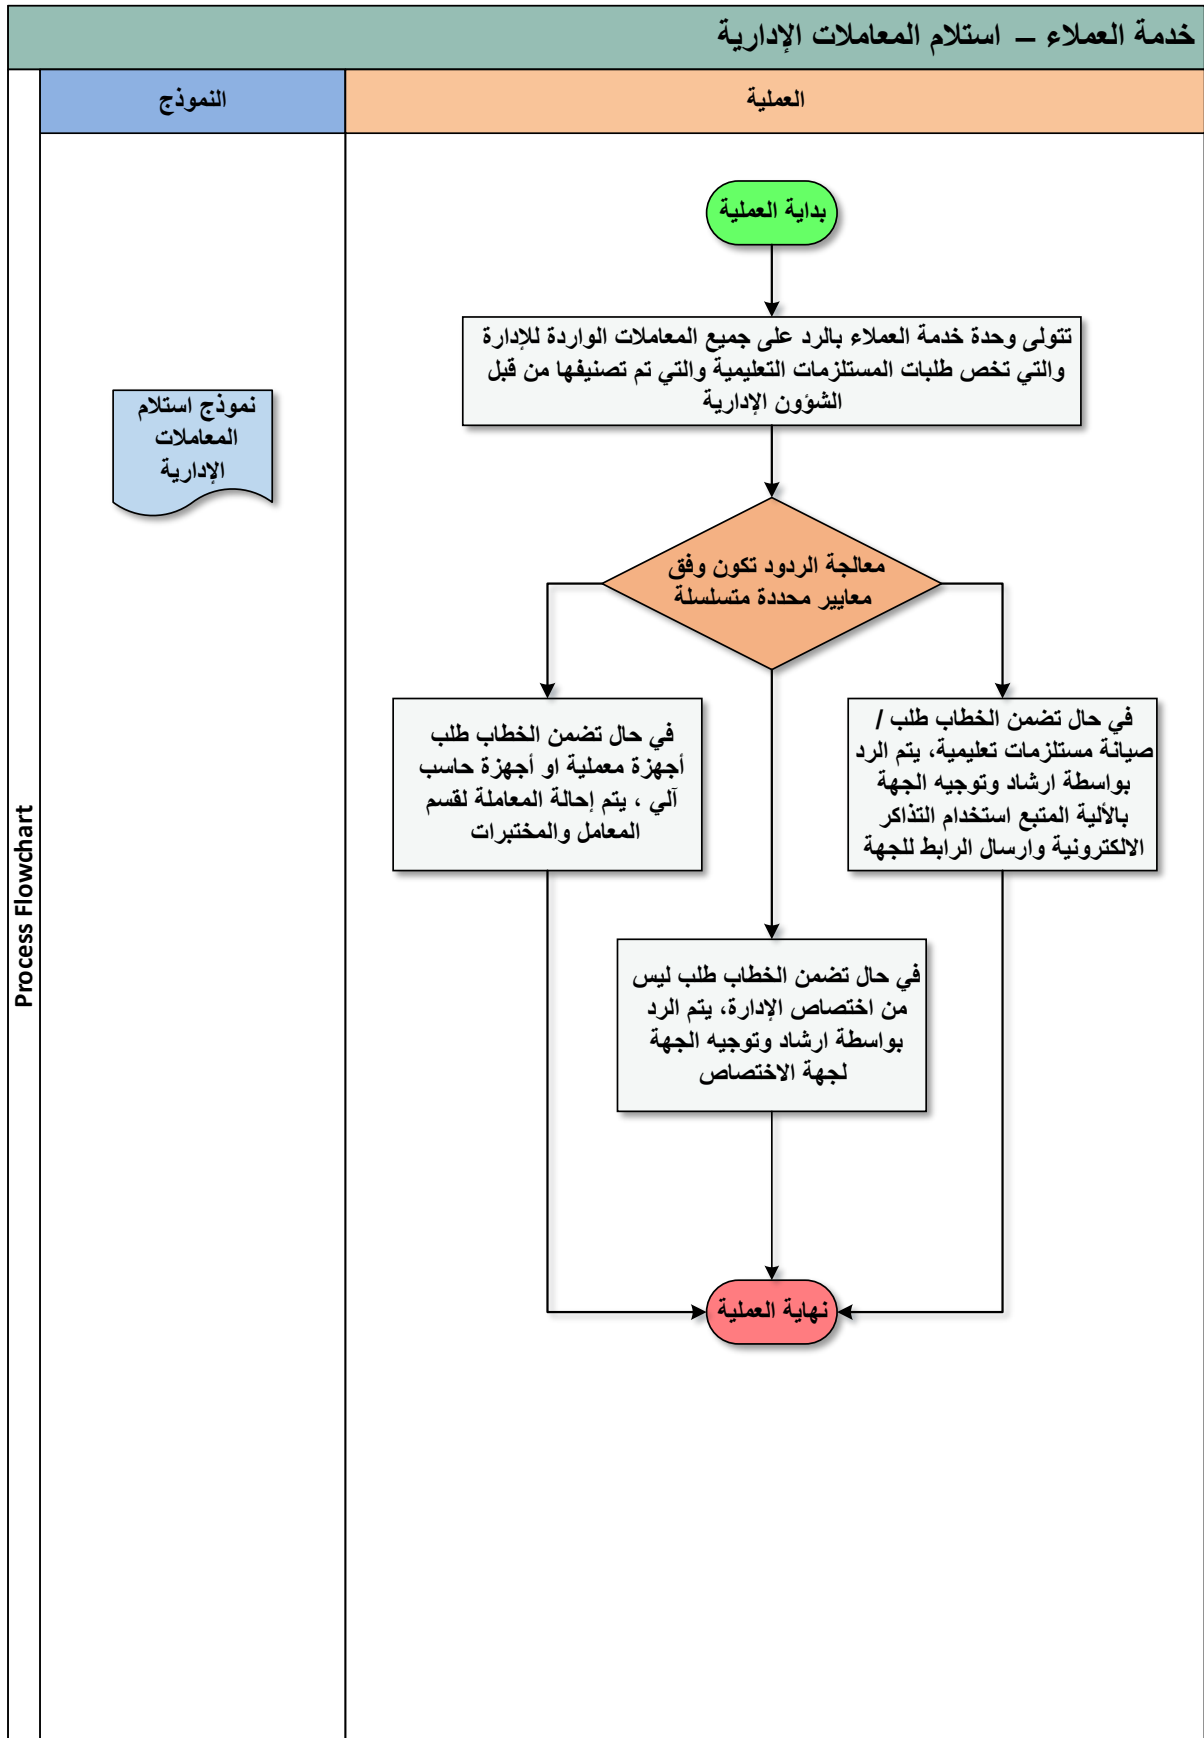 خدمة العملاء – استلام المعاملات الإدارية
العملية
النموذج
Process Flowchart
بداية العملية
تتولى وحدة خدمة العملاء بالرد على جميع المعاملات الواردة للإدارة
والتي تخص طلبات المستلزمات التعليمية والتي تم تصنيفها من قبل
الشؤون الإدارية
نموذج استلام
المعاملات
الإدارية
معالجة الردود تكون وفق
معايير محددة متسلسلة
في حال تضمن الخطاب طلب /
صيانة مستلزمات تعليمية، يتم الرد
بواسطة ارشاد وتوجيه الجهة
بالألية المتبع استخدام التذاكر
الالكترونية وارسال الرابط للجهة
في حال تضمن الخطاب طلب
أجهزة معملية او أجهزة حاسب
آلي ، يتم إحالة المعاملة لقسم
المعامل والمختبرات
في حال تضمن الخطاب طلب ليس
من اختصاص الإدارة، يتم الرد
بواسطة ارشاد وتوجيه الجهة
لجهة الاختصاص
نهاية العملية